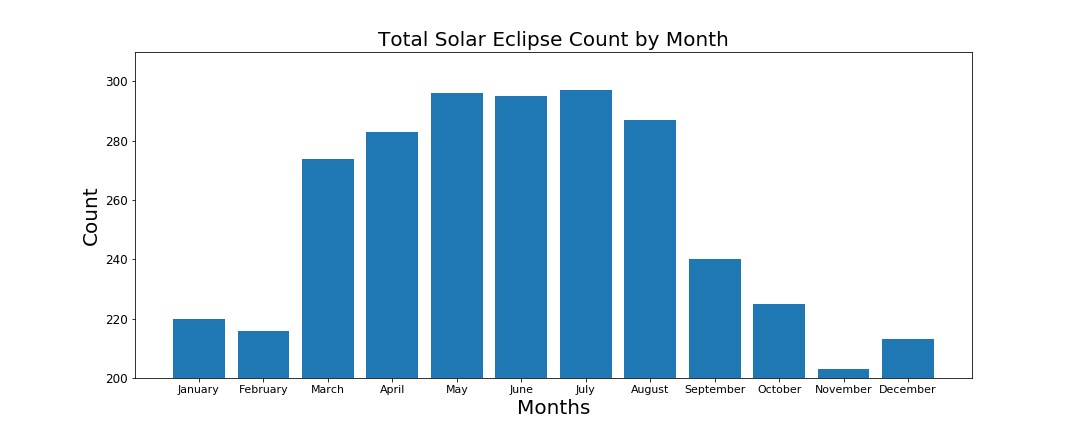 Total Solar Eclipse Count by Month
300
280
260
240
220
200
Count
January February March April May June July August September October November December
Months